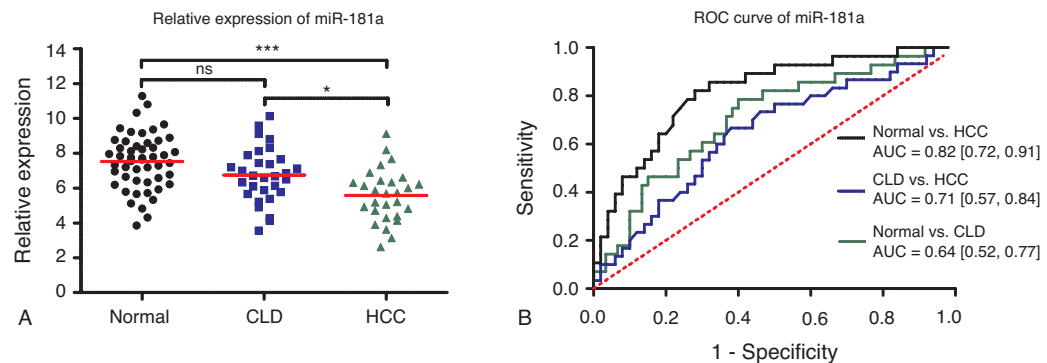 Relative expression of miR-181a
***
ns
*
14
12
10
8
6
4
2
0
Relative expression
Normal
CLD
HCC
A
ROC curve of miR-181a
1.0
0.8
0.6
0.4
0.2
0.0
Sensitivity
Normal vs. HCC
AUC = 0.82 [0.72, 0.91]
CLD vs. HCC
AUC = 0.71 [0.57, 0.84]
Normal vs. CLD
AUC = 0.64 [0.52, 0.77]
0.0
0.2
0.4
0.6
0.8
1.0
1 - Specificity
B